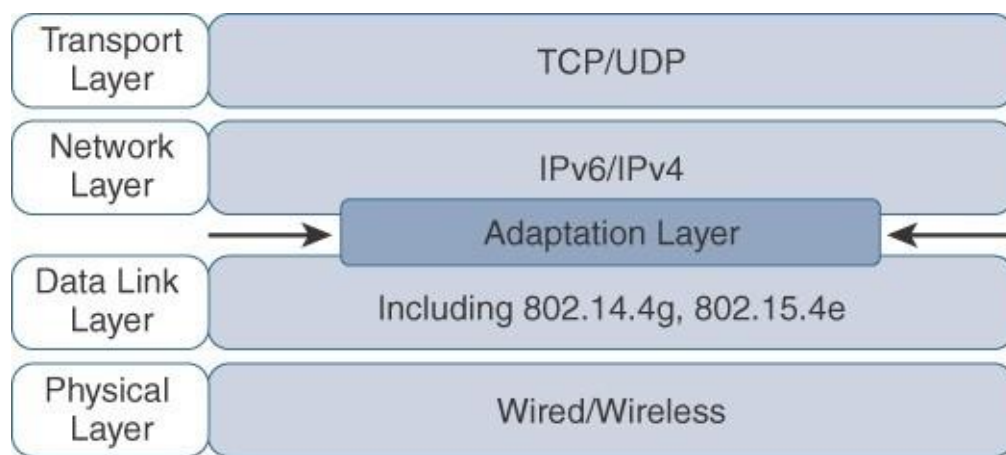 Transport
Layer
TCP/UDP
Network
Layer
IPv6/IPv4
Adaptation Layer
Data Link
Layer
Including 802.14.4g, 802.15.4e
Physical
Layer
Wired/Wireless